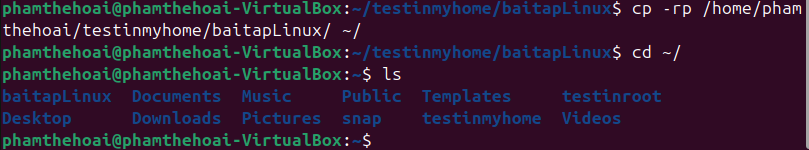 phamthehoai@phamthehoai-VirtualBox:~/testinmyhome/baitapLinux$ cp -rp /home/pham
thehoai/testinmyhome/baitapLinux/ ~/
phamthehoai@phamthehoai-VirtualBox:~/testinmyhome/baitapLinux$ cd ~/
phamthehoai@phamthehoai-VirtualBox:~$ ls
baitapLinux  Documents  Music     Public  Templates     testinroot
Desktop      Downloads  Pictures  snap    testinmyhome  Videos
phamthehoai@phamthehoai-VirtualBox:~$